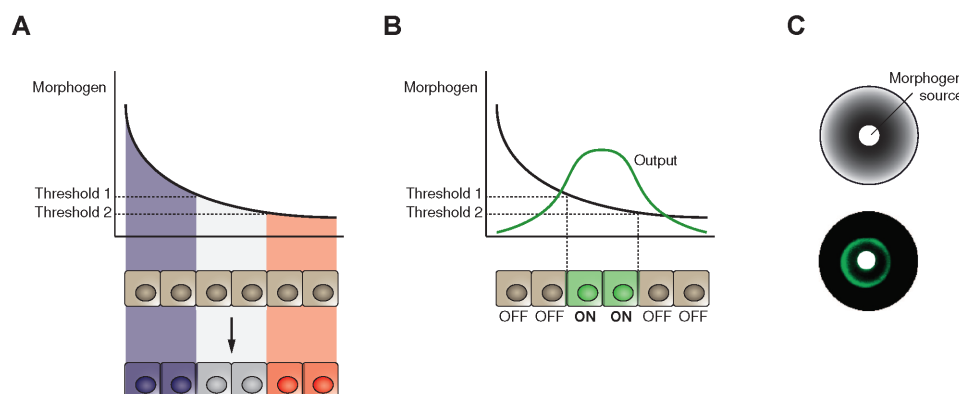 A
B
C
Morphogen
Threshold 1
Threshold 2
Morphogen
Output
Threshold 1
Threshold 2
OFF OFF ON ON OFF OFF
Morphogen
source